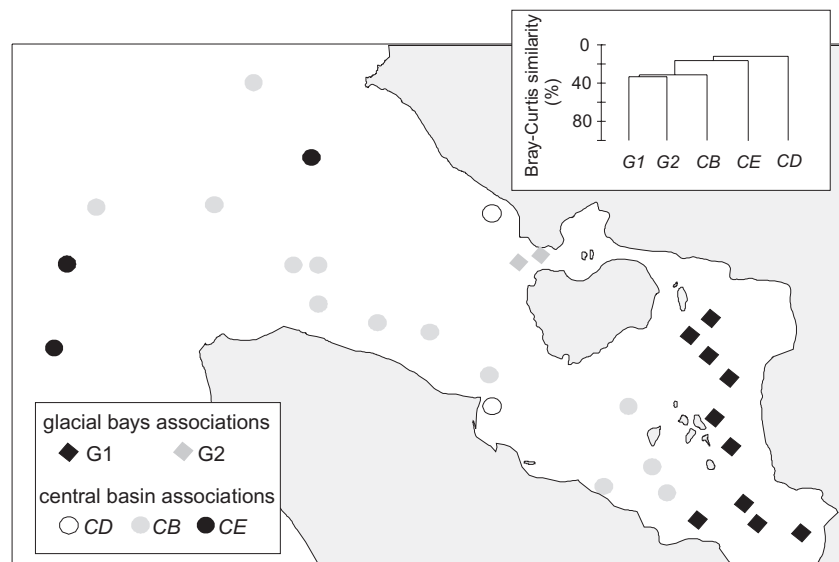 Bray-Curtis similarity
(%)
0
40
80
G1 G2 CB CE CD
glacial bays associations
G1 G2
central basin associations
CD CB CE